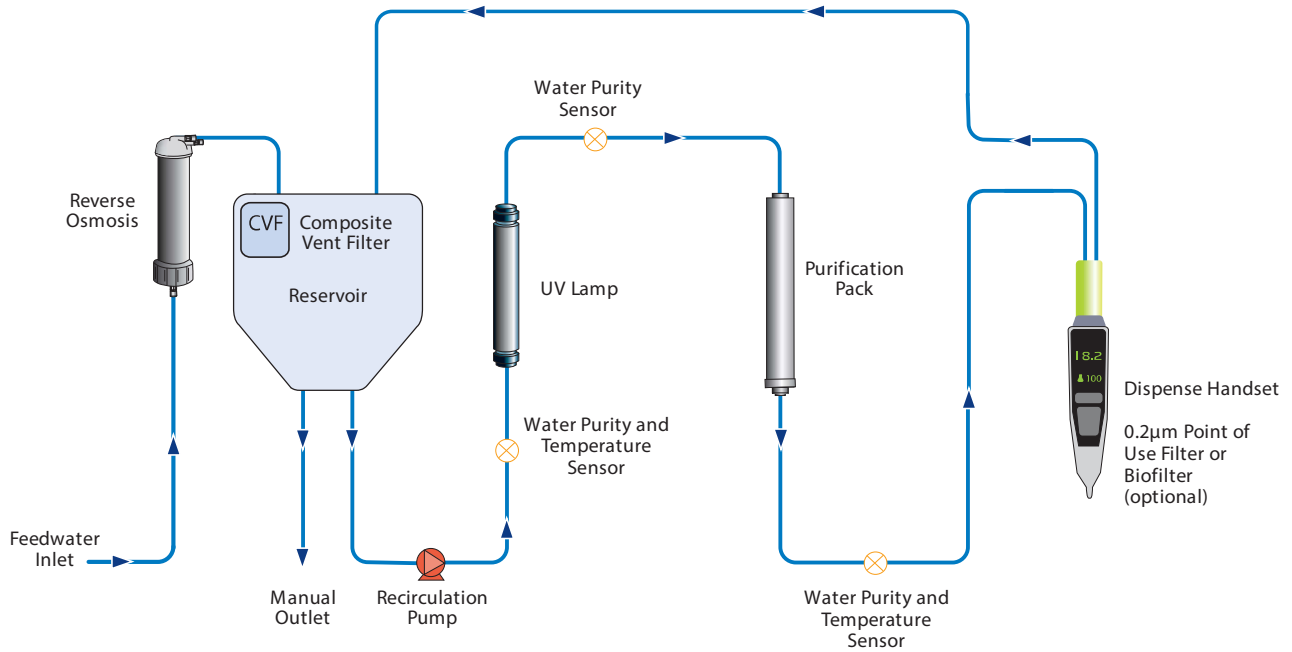 Water Purity
Sensor
Reverse
Osmosis
CVF
Composite
Vent Filter
Reservoir
UV Lamp
Purification
Pack
18.2
100
Dispense Handset
0.2µm Point of
Use Filter or
Biofilter
(optional)
Water Purity and
Temperature
Sensor
Feedwater
Inlet
Manual
Outlet
Recirculation
Pump
Water Purity and
Temperature
Sensor